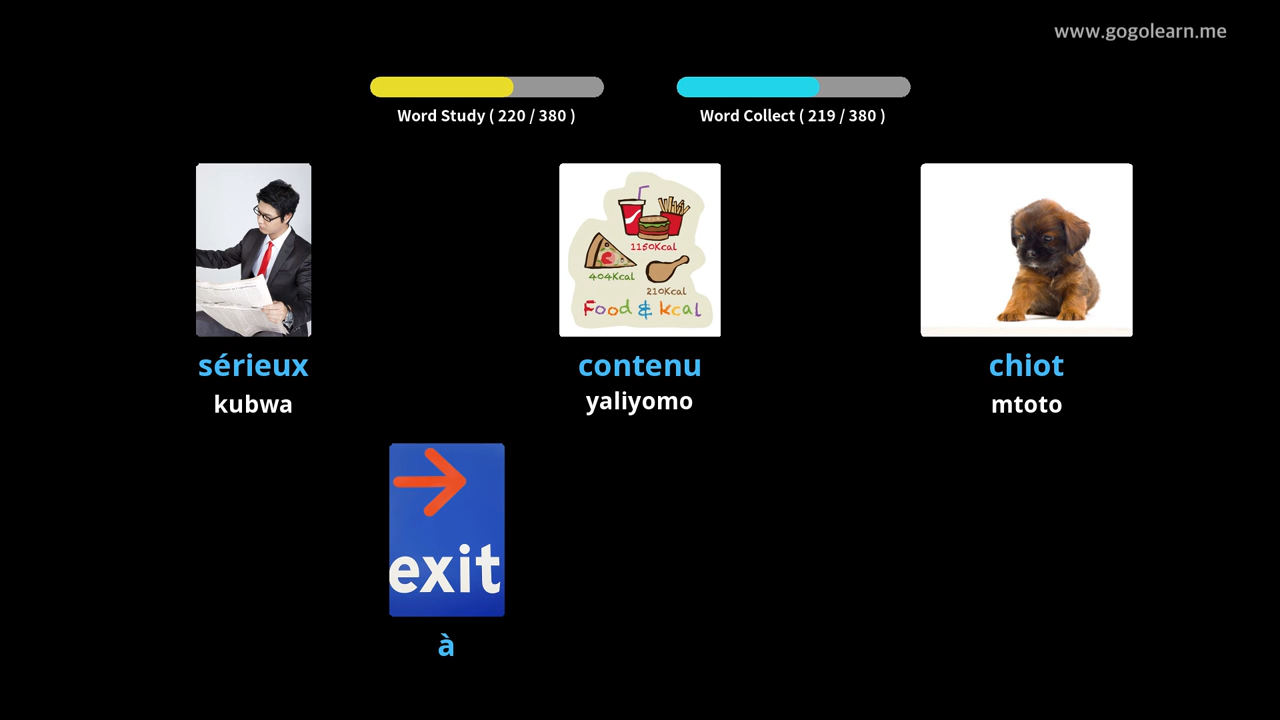 www.gogolearn.me
Word Study ( 220 / 380 )
Word Collect ( 219 / 380 )
1150Kcal
404Kcal
210Kcal
Food & kcal
sérieux
contenu
chiot
kubwa
yaliyomo
mtoto
exit
à